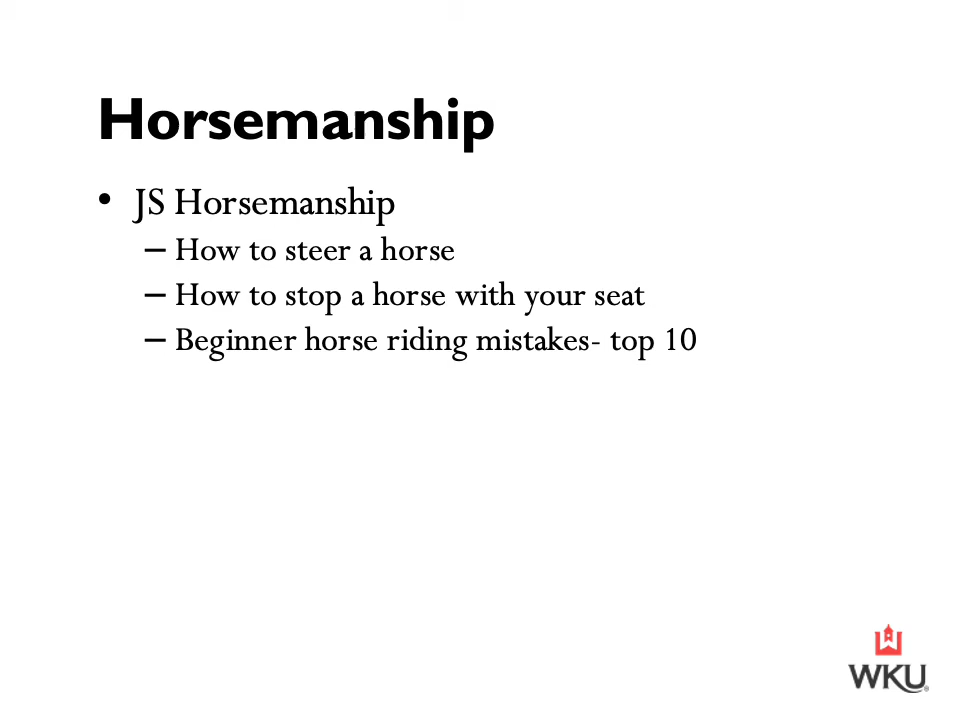 Horsemanship
• JS Horsemanship
– How to steer a horse
– How to stop a horse with your seat
– Beginner horse riding mistakes- top 10
WKU®